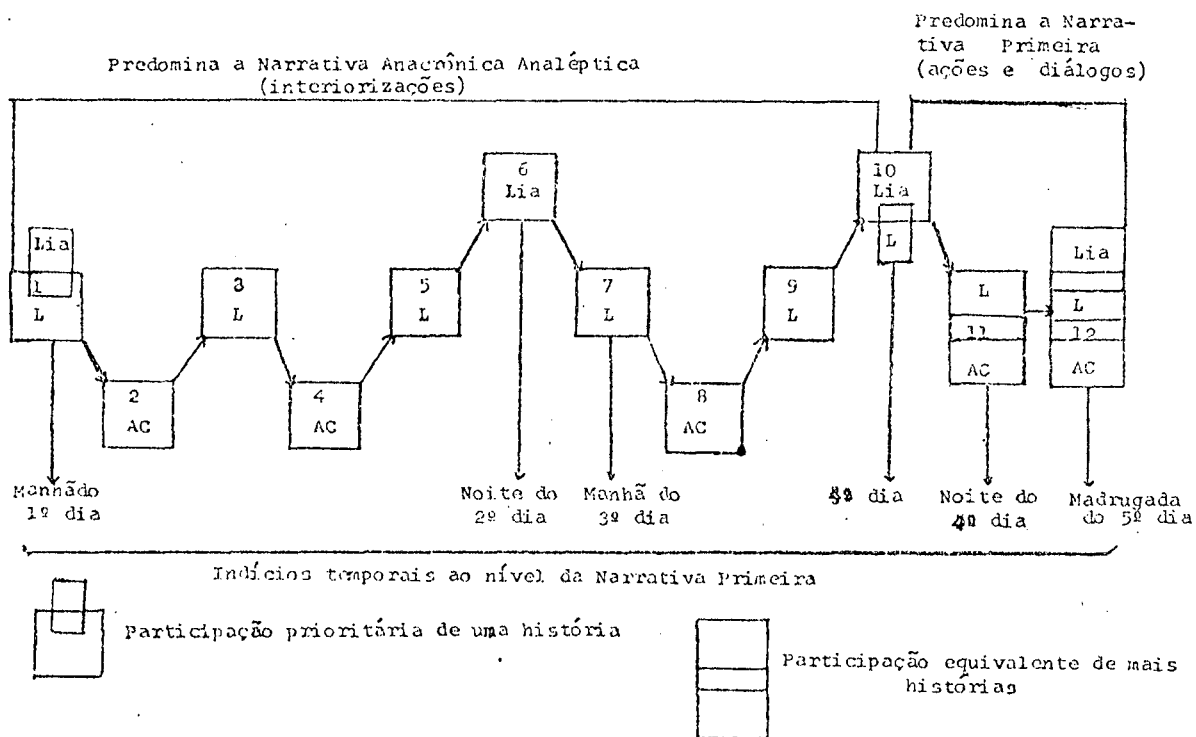 Predomina a Narra-
tiva Primeira
(ações e diálogos)
Predomina a Narrativa Anacrônica Analéptica
(interiorizações)
6
Lia
10
Lia
L
Lia
1
L
3
L
5
L
7
L
9
L
L
11
AC
Lia
L
12
AC
2
AC
4
AC
8
AC
Manhãdo
1º dia
Noite do
2º dia
Manhã do
3º dia
dia
Noite do
4º dia
Madrugada
do 5º dia
Indícios temporais ao nível da Narrativa Primeira
Participação prioritária de uma história
Participação equivalente de mais
histórias